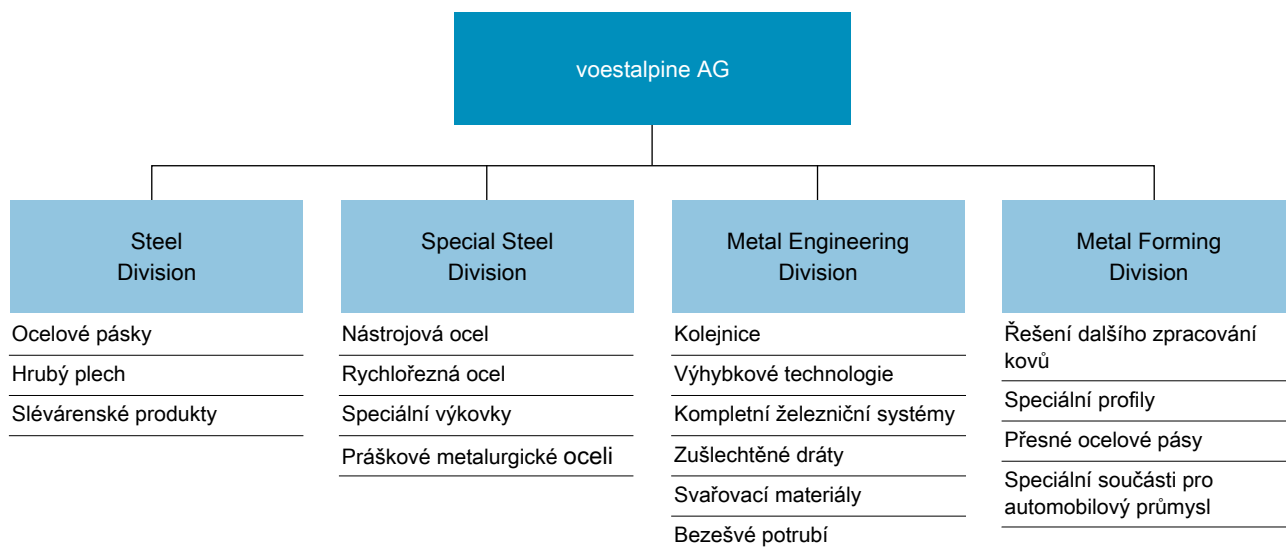 voestalpine AG
Steel
Division
Ocelové pásky
Hrubý plech
Slévárenské produkty
Special Steel
Division
Nástrojová ocel
Rychlořezná ocel
Speciální výkovky
Práškové metalurgické oceli
Metal Engineering
Division
Kolejnice
Výhybkové technologie
Kompletní železniční systémy
Zušlechtěné dráty
Svařovací materiály
Bezešvé potrubí
Metal Forming
Division
Řešení dalšího zpracování
kovů
Speciální profily
Přesné ocelové pásy
Speciální součásti pro
automobilový průmysl